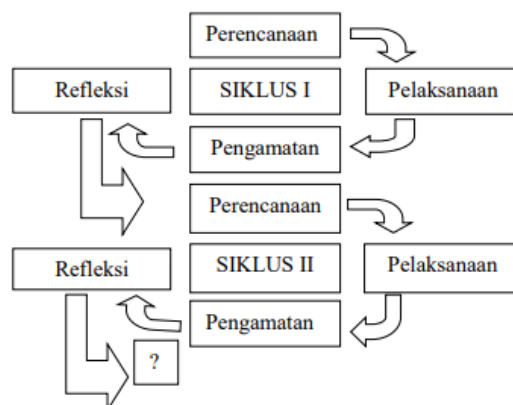 Perencanaan
Refleksi
SIKLUS I
Pelaksanaan
Pengamatan
Perencanaan
Refleksi
SIKLUS II
Pelaksanaan
Pengamatan
?